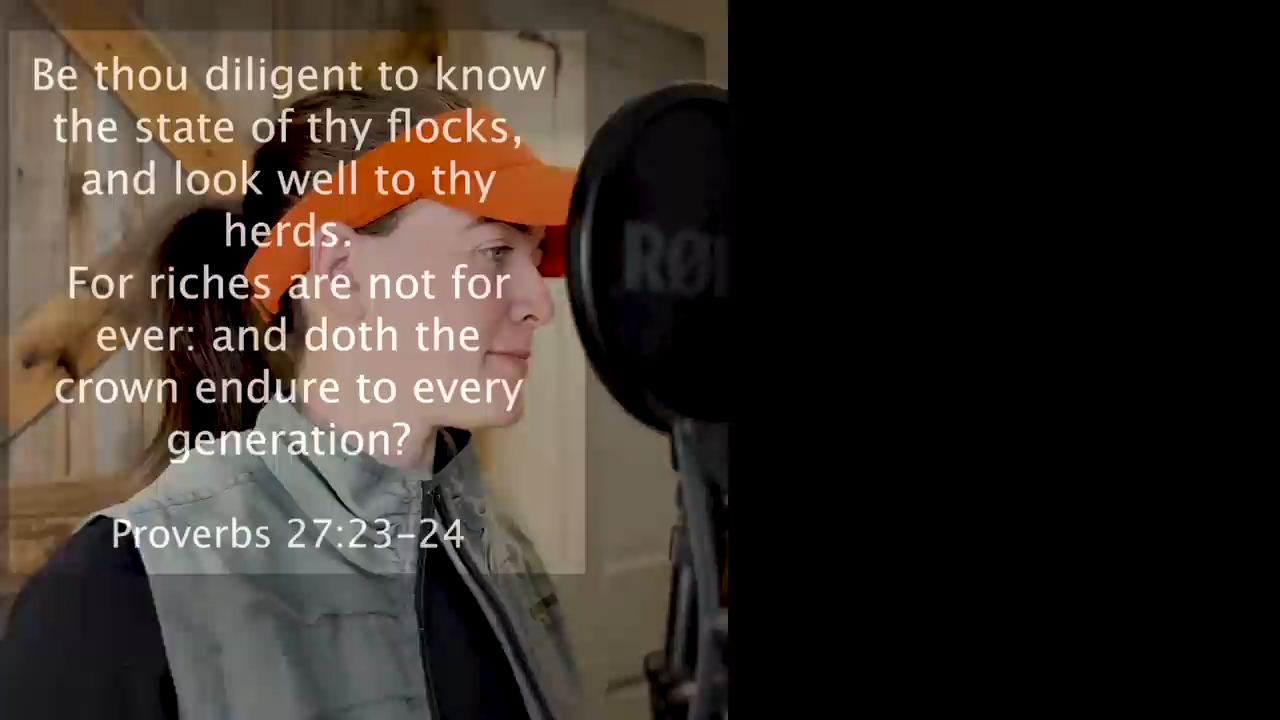 Be thou diligent to know
the state of thy flocks,
and look well to thy
herds.
For riches are not for
ever: and doth the
crown endure to every
generation?
Proverbs 27:23-24